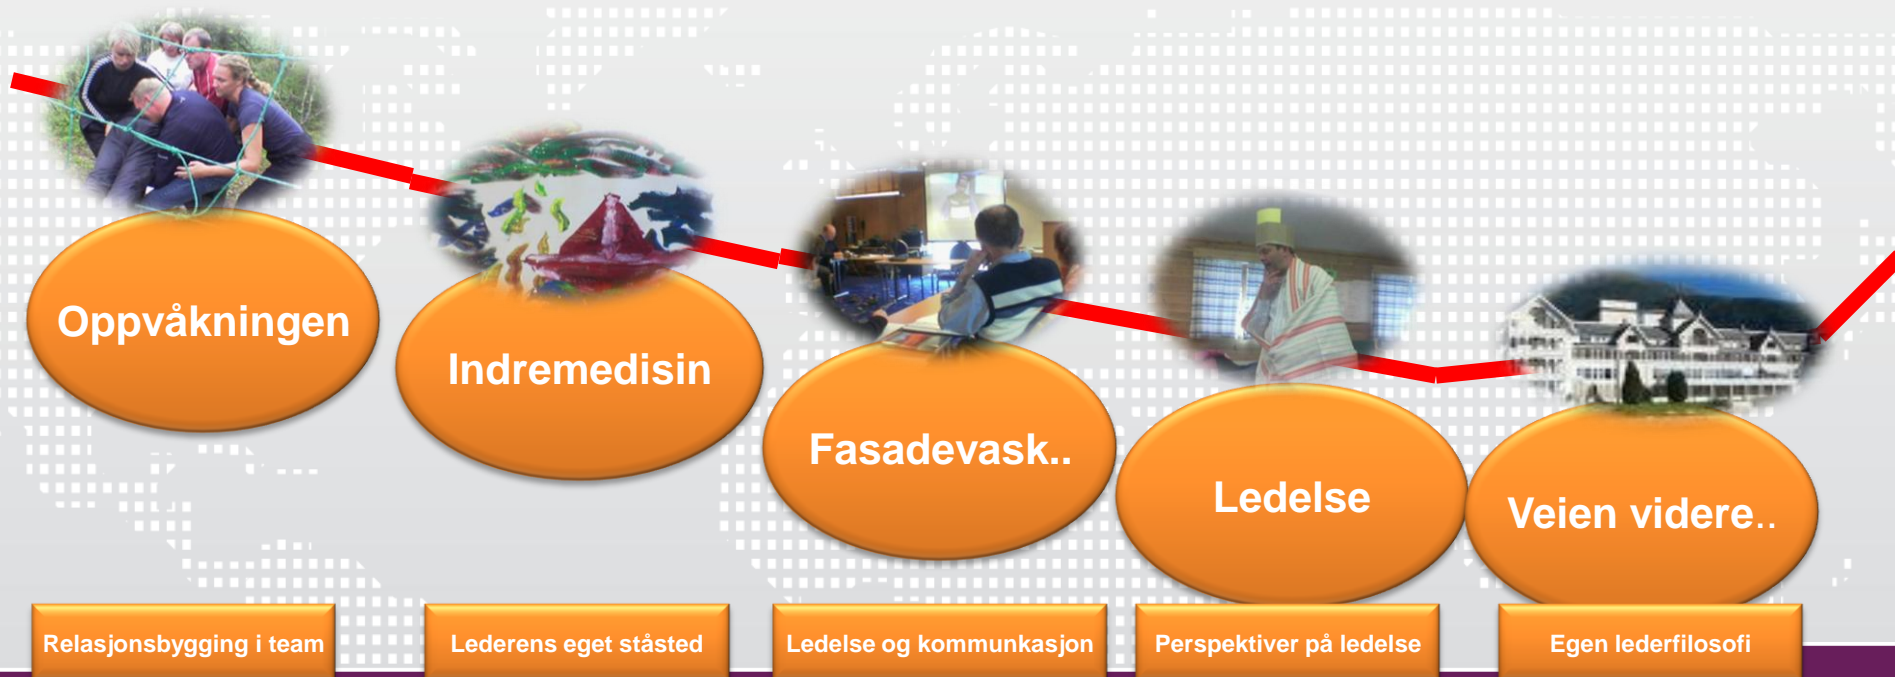 Oppvåkningen
Indremedisin
Fasadevask..
Ledelse
Veien videre..
Relasjonsbygging i team
Lederens eget ståsted
Ledelse og kommunkasjon
Perspektiver på ledelse
Egen lederfilosofi